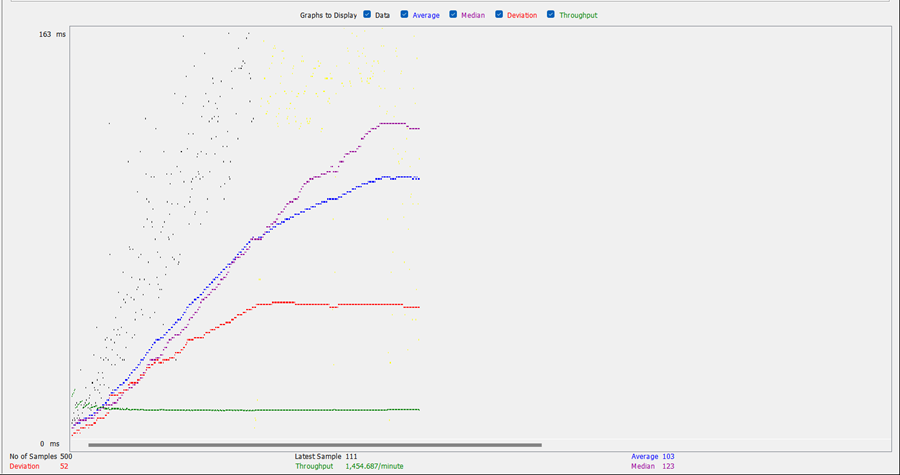 Graphs to Display Data Average Median Deviation Throughput
163 ms
0 ms
No of Samples 500 Latest Sample 111 Average 103
Deviation 52 Throughput 1,454.687/minute Median 123